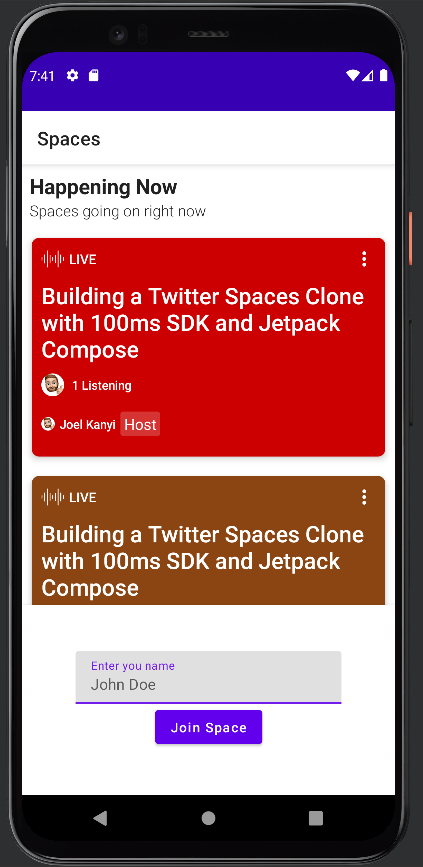 7:41
Spaces
Happening Now
Spaces going on right now
LIVE
Building a Twitter Spaces Clone
with 100ms SDK and Jetpack
Compose
1 Listening
Joel Kanyi Host
LIVE
Building a Twitter Spaces Clone
with 100ms SDK and Jetpack
Compose
Enter you name
John Doe
Join Space